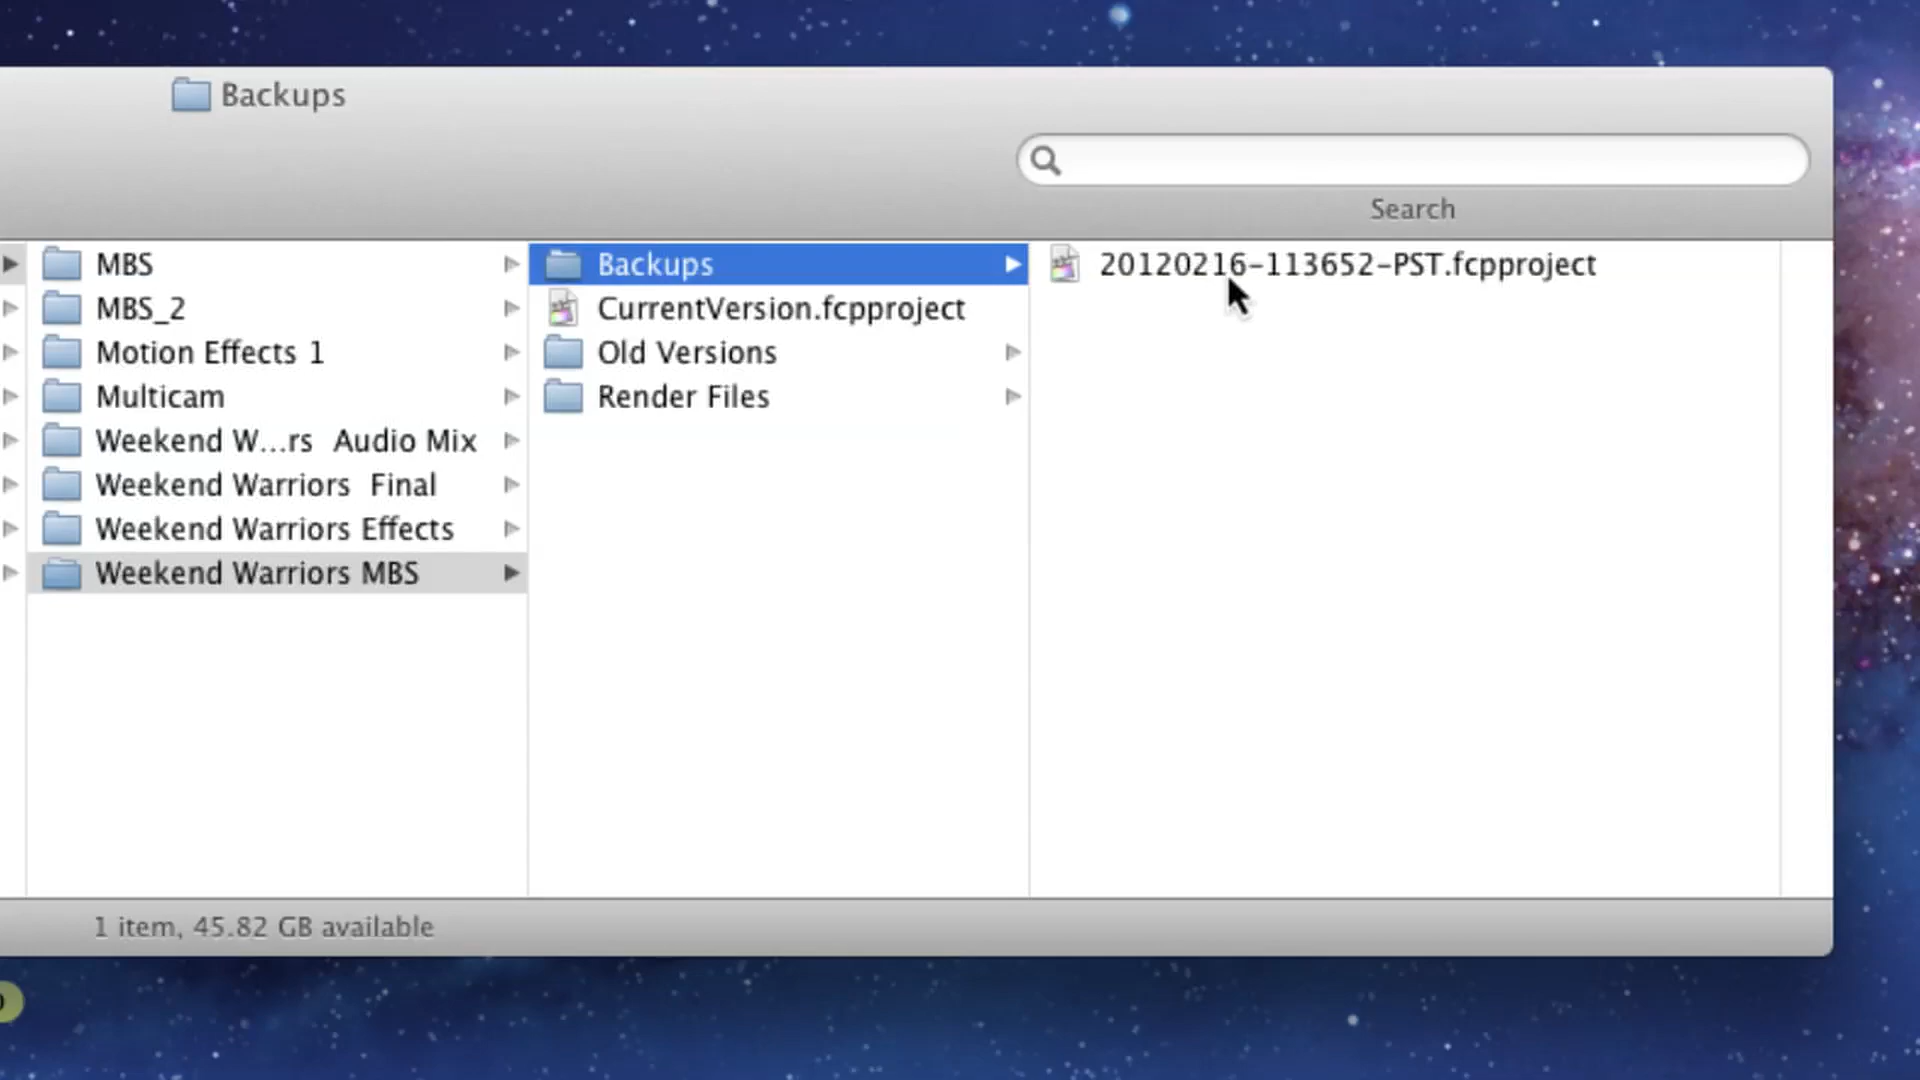 Backups
Search
MBS
MBS_2
Motion Effects 1
Multicam
Weekend W...rs  Audio Mix
Weekend Warriors  Final
Weekend Warriors Effects
Weekend Warriors MBS
Backups
CurrentVersion.fcpproject
Old Versions
Render Files
20120216-113652-PST.fcpproject
1 item, 45.82 GB available